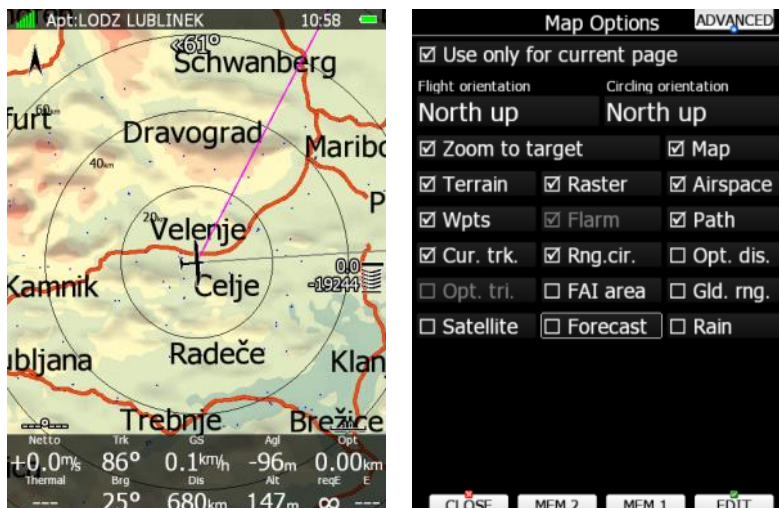 Apt:LODZ LUBLINEK 10:58
<<61°
Schwanberg
furt
60km
Dravograd
Maribo
40km
P
20km
Velenje
0.0
-19244
Kamnik
Celje
ubljana
Radeče
Klan
Trebnje
Brežice
Netto Trk GS Agl Opt
+0.0m/s 86° 0.1km/h -96m 0.00km
Thermal Brg Dis Alt reqE E
--- 25° 680km 147m ∞ ---
Map Options ADVANCED
Use only for current page
Flight orientation Circling orientation
North up North up
Zoom to target Map
Terrain Raster Airspace
Wpts Flarm Path
Cur. trk. Rng.cir. Opt. dis.
Opt. tri. FAI area Gld. rng.
Satellite Forecast Rain
CLOSE MEM 2 MEM 1 EDIT